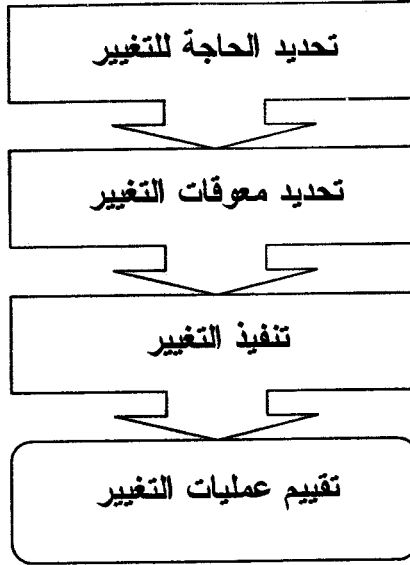 تحديد الحاجة للتغيير
تحديد معوقات التغيير
تنفيذ التغيير
تقييم عمليات التغيير